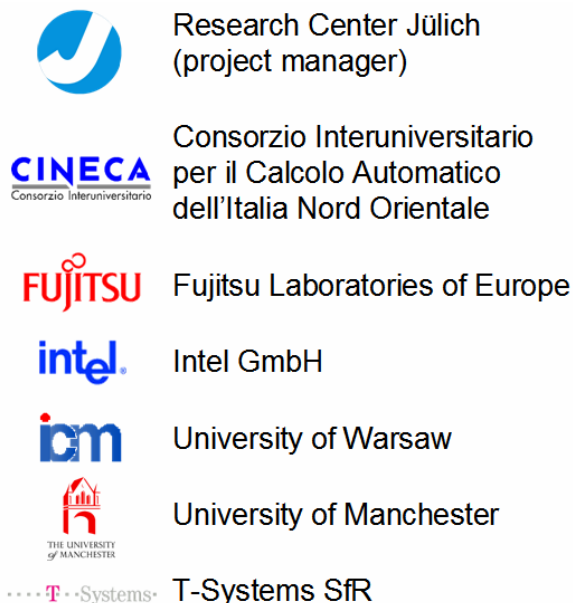 Research Center Jülich
(project manager)
CINECA
Consorzio Interuniversitario
Consorzio Interuniversitario
per il Calcolo Automatico
dell'Italia Nord Orientale
FUJITSU
Fujitsu Laboratories of Europe
intel.
Intel GmbH
icm
University of Warsaw
THE UNIVERSITY
of MANCHESTER
University of Manchester
····T··Systems·
T-Systems SfR